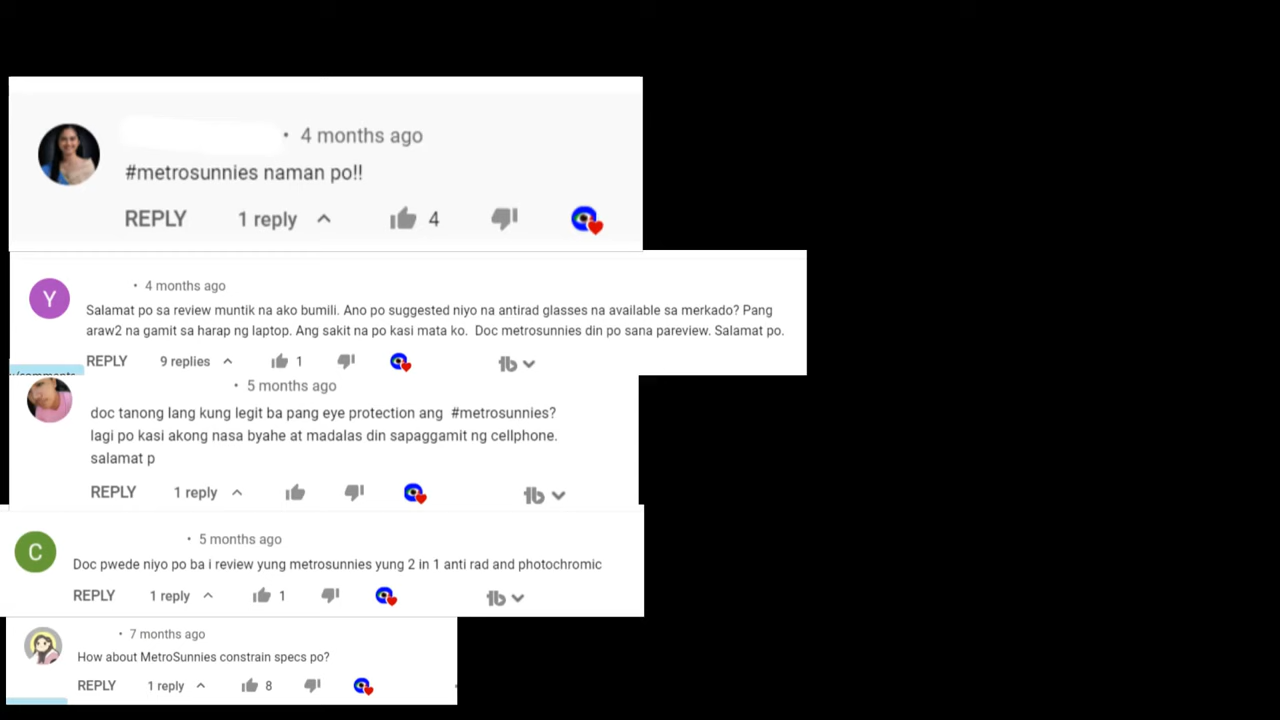 • 4 months ago
#metrosunnies naman po!!
REPLY 1 reply 4
Y
• 4 months ago
Salamat po sa review muntik na ako bumili. Ano po suggested niyo na antirad glasses na available sa merkado? Pang
araw2 na gamit sa harap ng laptop. Ang sakit na po kasi mata ko. Doc metrosunnies din po sana pareview. Salamat po.
REPLY 9 replies 1
• 5 months ago
doc tanong lang kung legit ba pang eye protection ang #metrosunnies?
lagi po kasi akong nasa byahe at madalas din sapaggamit ng cellphone.
salamat p
REPLY 1 reply
C
• 5 months ago
Doc pwede niyo po ba i review yung metrosunnies yung 2 in 1 anti rad and photochromic
REPLY 1 reply 1
• 7 months ago
How about MetroSunnies constrain specs po?
REPLY 1 reply 8